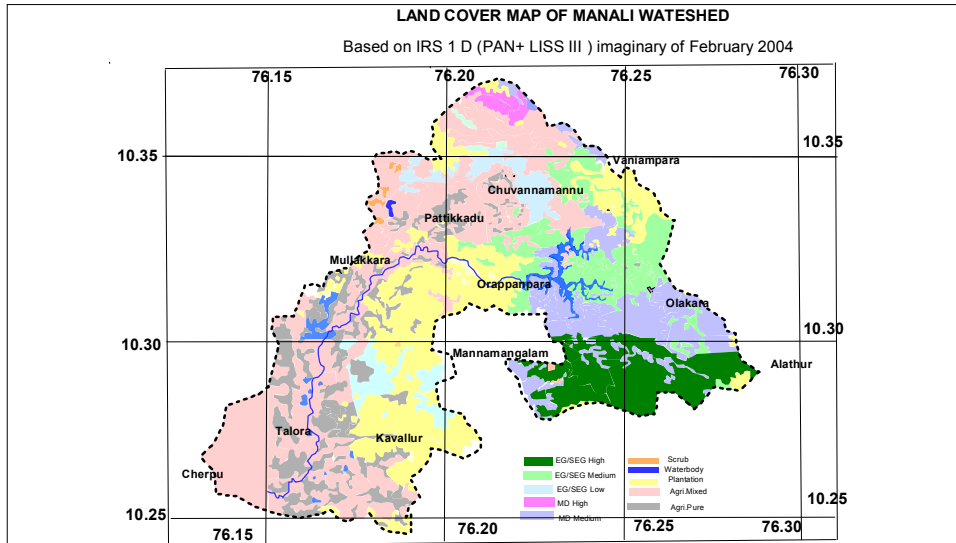 LAND COVER MAP OF MANALI WATESHED
Based on IRS 1 D (PAN+ LISS III ) imaginary of February 2004
76.15
76.20
76.25
76.30
10.35
10.35
Vaniampara
Chuvannamannu
Pattikkadu
Mullakkara
Orappanpara
Olakara
10.30
10.30
Mannamangalam
Alathur
Talora
Kavallur
Cherpu
EG/SEG High
EG/SEG Medium
EG/SEG Low
MD High
MD Medium
Scrub
Waterbody
Plantation
Agri.Mixed
Agri.Pure
10.25
10.25
76.15
76.20
76.25
76.30